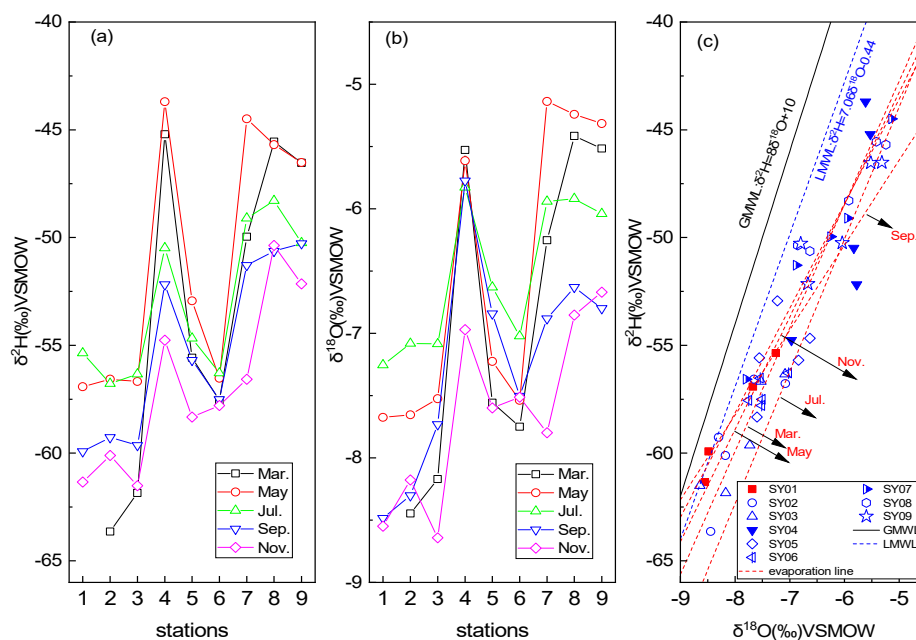 (a)
-40
-45
-50
-55
-60
-65
δ²H(‰)VSMOW
1 2 3 4 5 6 7 8 9
stations
Mar.
May
Jul.
Sep.
Nov.
(b)
-5
-6
-7
-8
-9
δ¹⁸O(‰)VSMOW
1 2 3 4 5 6 7 8 9
stations
Mar.
May
Jul.
Sep.
Nov.
(c)
-40
-45
-50
-55
-60
-65
δ²H(‰)VSMOW
GMWL:δ²H=8δ¹⁸O+10
LMWL:δ²H=7.06δ¹⁸O-0.44
Sep.
Nov.
Jul.
Mar.
May
SY01
SY02
SY03
SY04
SY05
SY06
SY07
SY08
SY09
GMWL
LMWL
evaporation line
-9 -8 -7 -6 -5
δ¹⁸O(‰)VSMOW